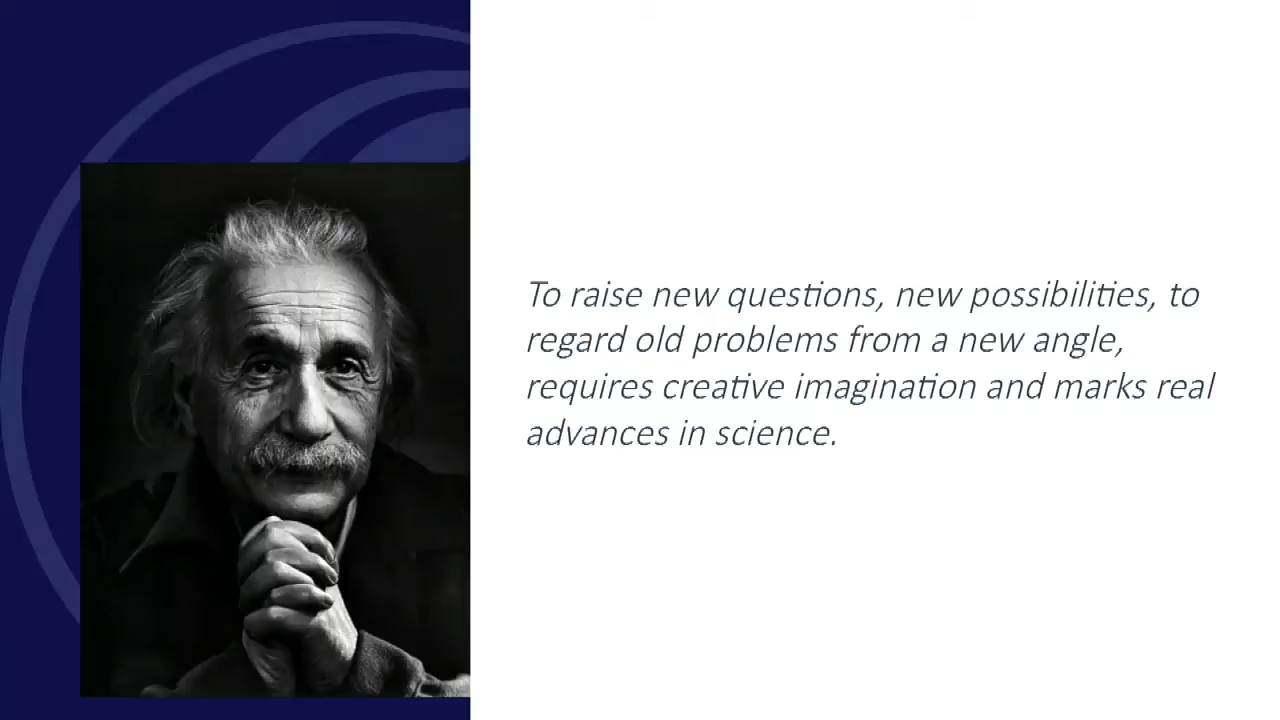 To raise new questions, new possibilities, to
regard old problems from a new angle,
requires creative imagination and marks real
advances in science.